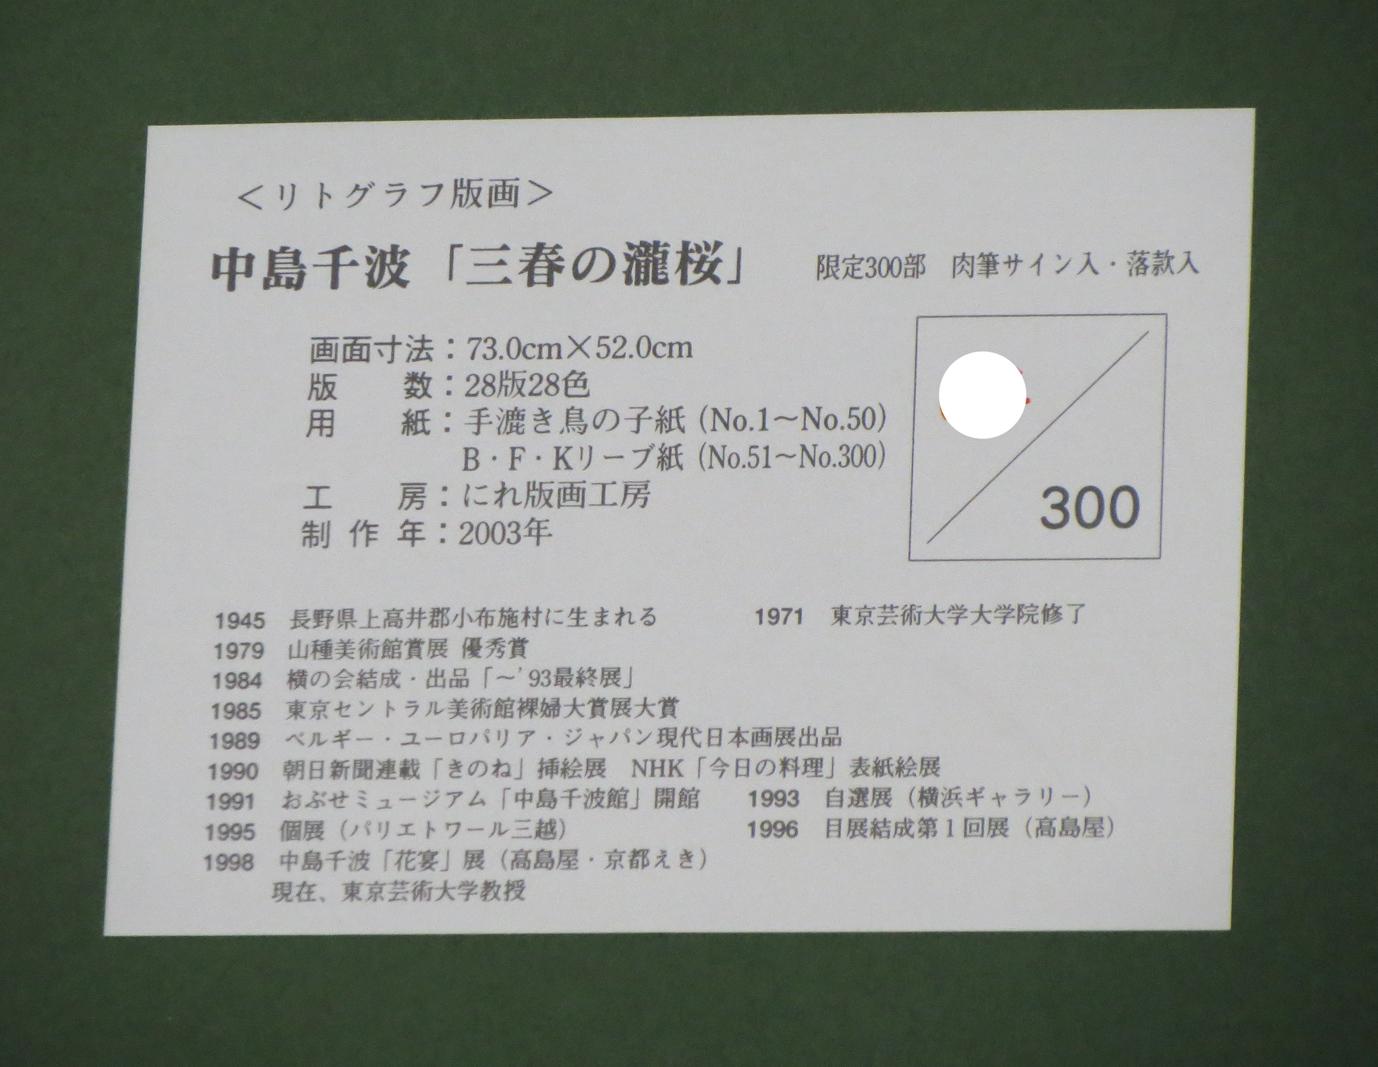 ＜リトグラフ版画＞
中島千波「三春の瀧桜」 限定300部 肉筆サイン入・落款入
画面寸法：73.0cm×52.0cm
版 数：28版28色
用 紙：手漉き鳥の子紙（No.1〜No.50）
B・F・Kリーブ紙（No.51〜No.300）
工 房：にれ版画工房
制 作 年：2003年
300
1945 長野県上高井郡小布施村に生まれる 1971 東京芸術大学大学院修了
1979 山種美術館賞展 優秀賞
1984 横の会結成・出品「〜'93最終展」
1985 東京セントラル美術館裸婦大賞展大賞
1989 ベルギー・ユーロパリア・ジャパン現代日本画展出品
1990 朝日新聞連載「きのね」挿絵展 NHK「今日の料理」表紙絵展
1991 おぶせミュージアム「中島千波館」開館 1993 自選展（横浜ギャラリー）
1995 個展（パリエトワール三越） 1996 目展結成第1回展（高島屋）
1998 中島千波「花宴」展（高島屋・京都えき）
現在、東京芸術大学教授